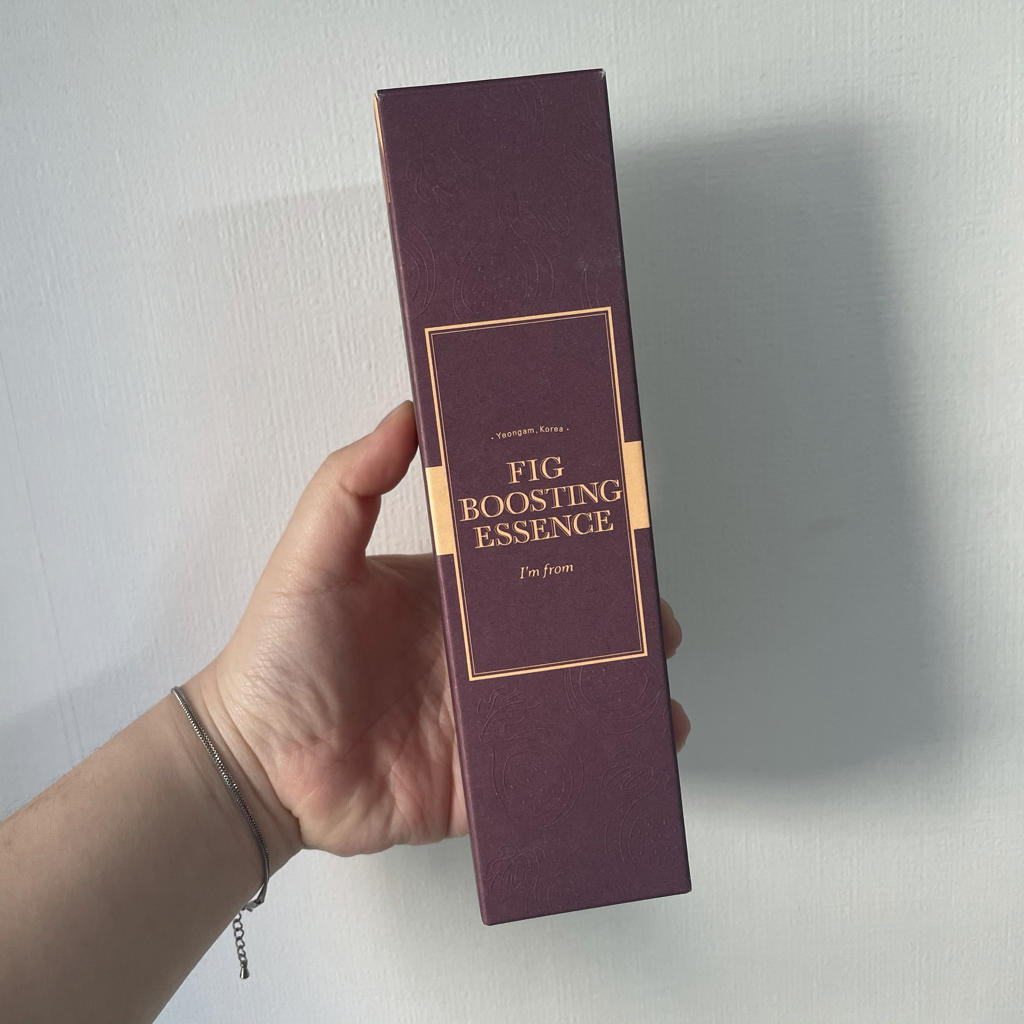 · Yeongam, Korea ·
FIG
BOOSTING
ESSENCE
I'm from